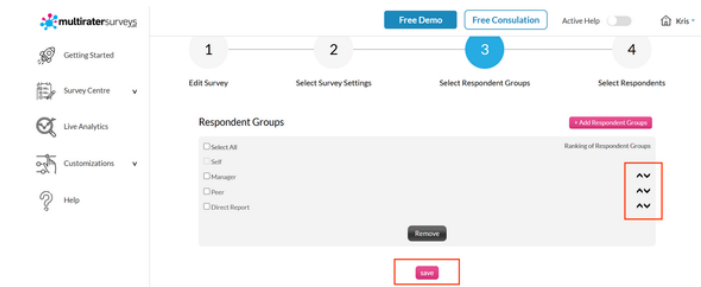 multiratersurveys
Free Demo
Free Consulation
Active Help
Kris
Getting Started
Survey Centre
Live Analytics
Customizations
Help
1
2
3
4
Edit Survey
Select Survey Settings
Select Respondent Groups
Select Respondents
Respondent Groups
+ Add Respondent Groups
Select All
Ranking of Respondent Groups
Self
Manager
Peer
Direct Report
Remove
save